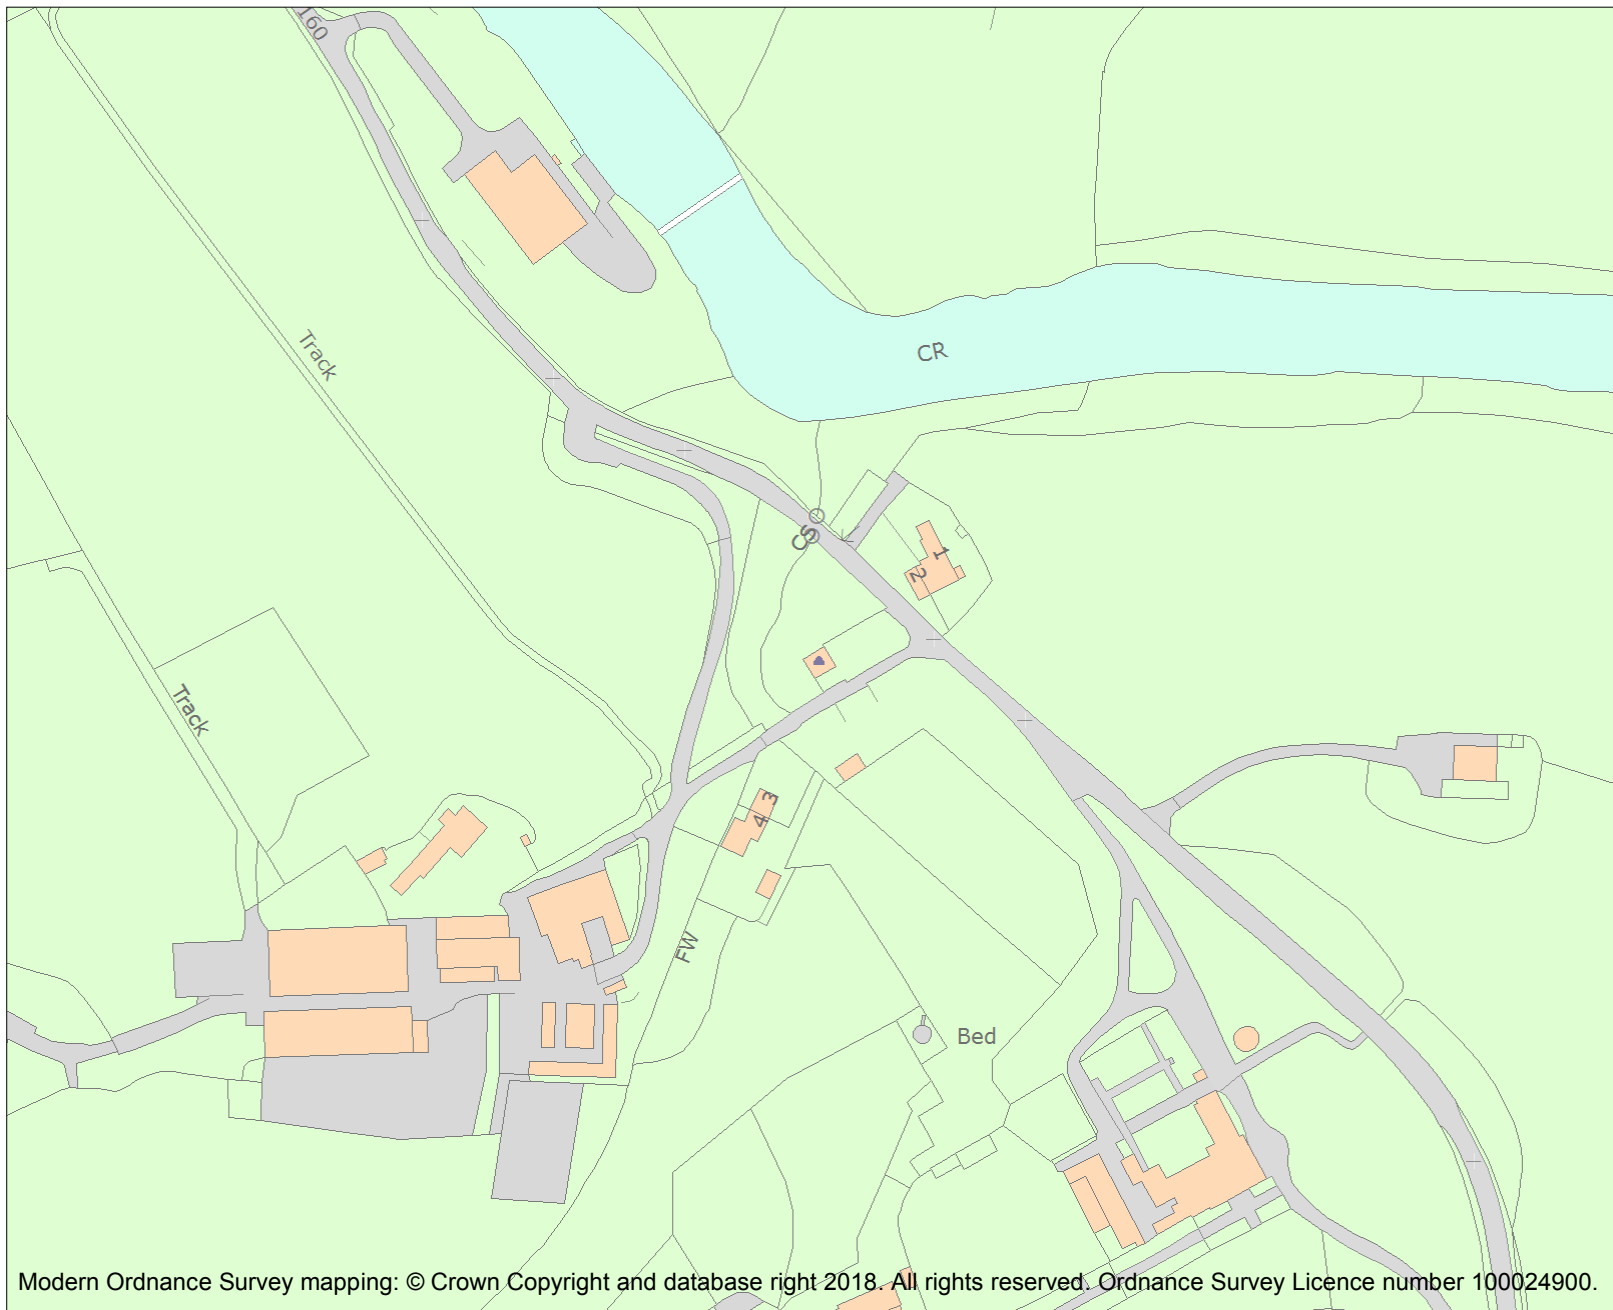 160
Track
CR
CS
1
2
Track
3
4
FW
Bed
Modern Ordnance Survey mapping: © Crown Copyright and database right 2018. All rights reserved. Ordnance Survey Licence number 100024900.